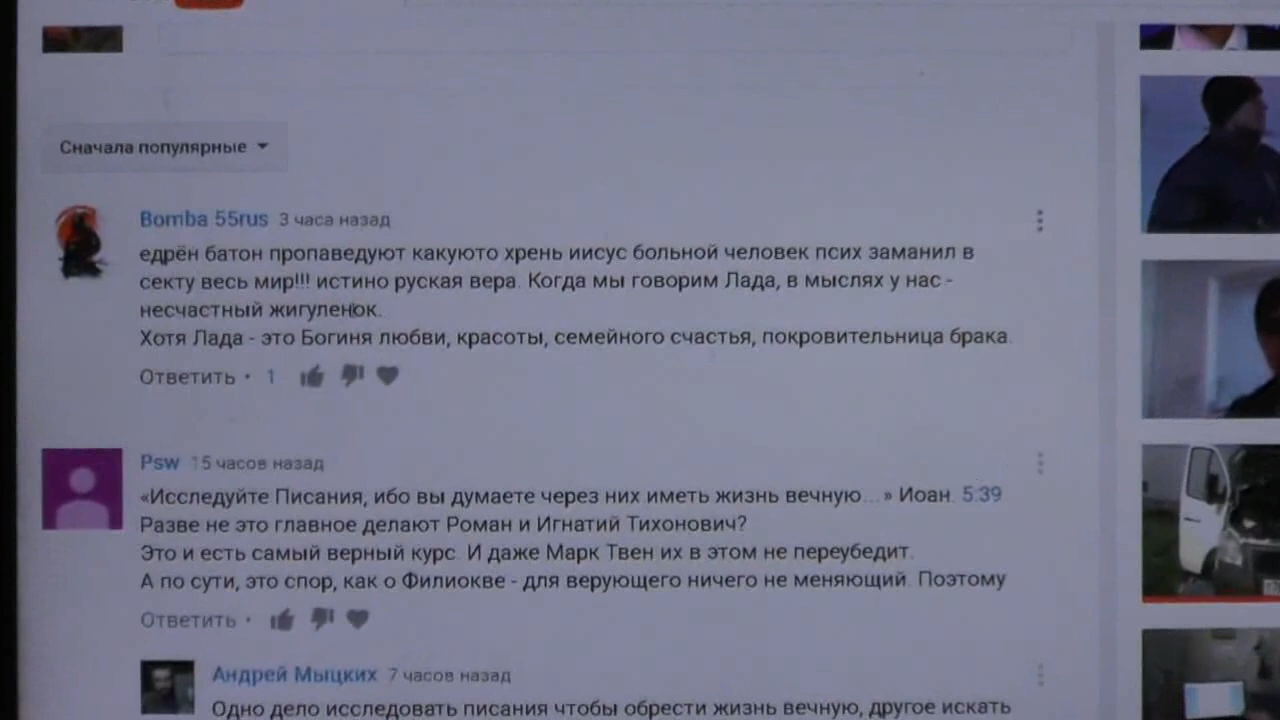 Сначала популярные
Bomba 55rus 3 часа назад
едрён батон пропаведуют какуюто хрень иисус больной человек псих заманил в
секту весь мир!!! истино руская вера. Когда мы говорим Лада, в мыслях у нас -
несчастный жигуленок.
Хотя Лада - это Богиня любви, красоты, семейного счастья, покровительница брака.
Ответить • 1
Psw 15 часов назад
«Исследуйте Писания, ибо вы думаете через них иметь жизнь вечную...» Иоан. 5:39
Разве не это главное делают Роман и Игнатий Тихонович?
Это и есть самый верный курс. И даже Марк Твен их в этом не переубедит.
А по сути, это спор, как о Филиокве - для верующего ничего не меняющий. Поэтому
Ответить •
Андрей Мыцких 7 часов назад
Одно дело исследовать писания чтобы обрести жизнь вечную, другое искать